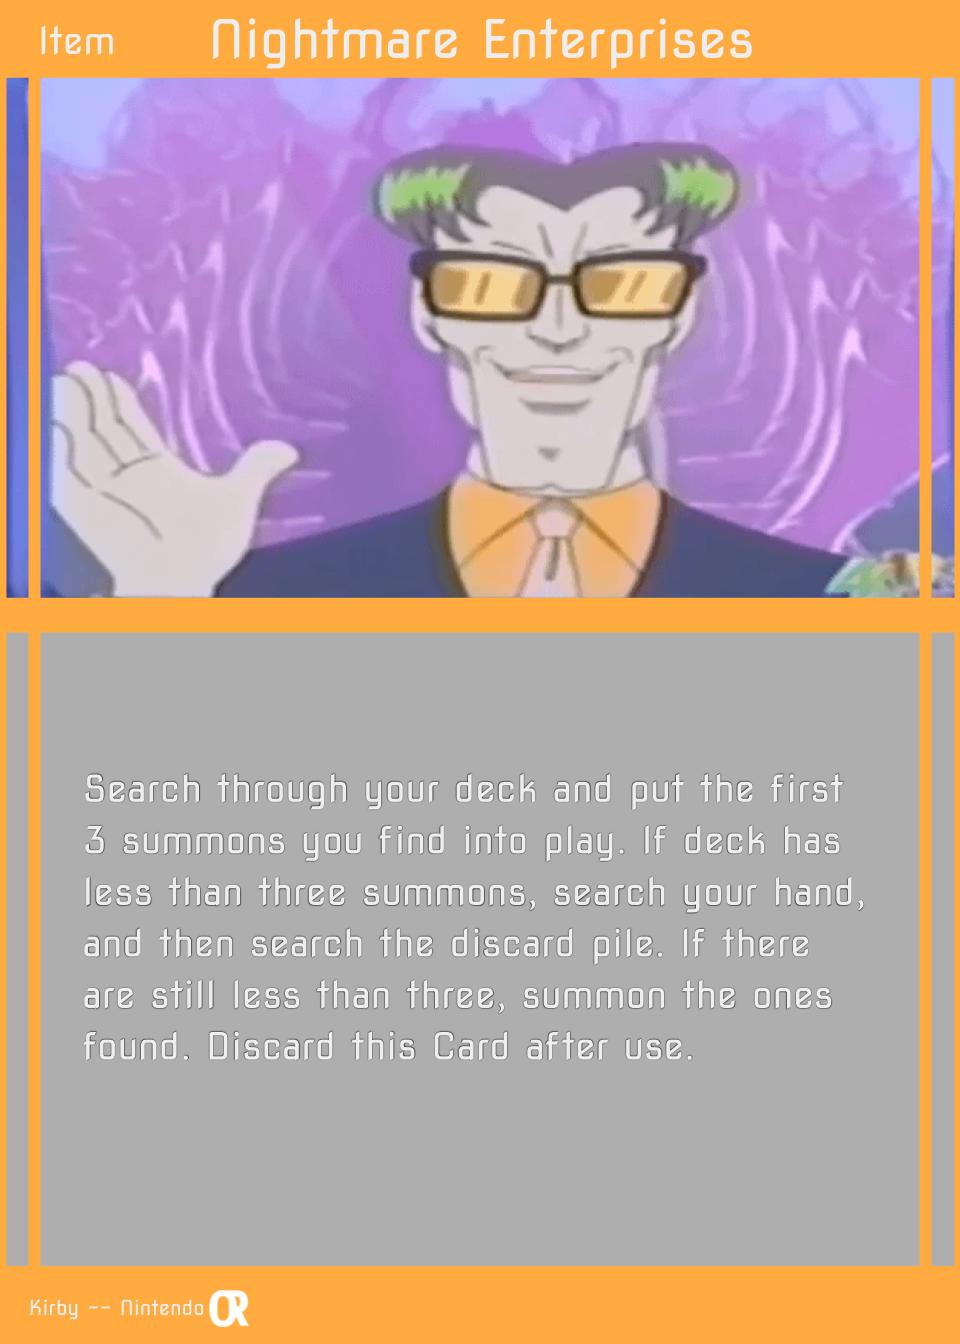 Item Nightmare Enterprises
Search through your deck and put the first
3 summons you find into play. If deck has
less than three summons, search your hand,
and then search the discard pile. If there
are still less than three, summon the ones
found. Discard this Card after use.
Kirby -- Nintendo OR